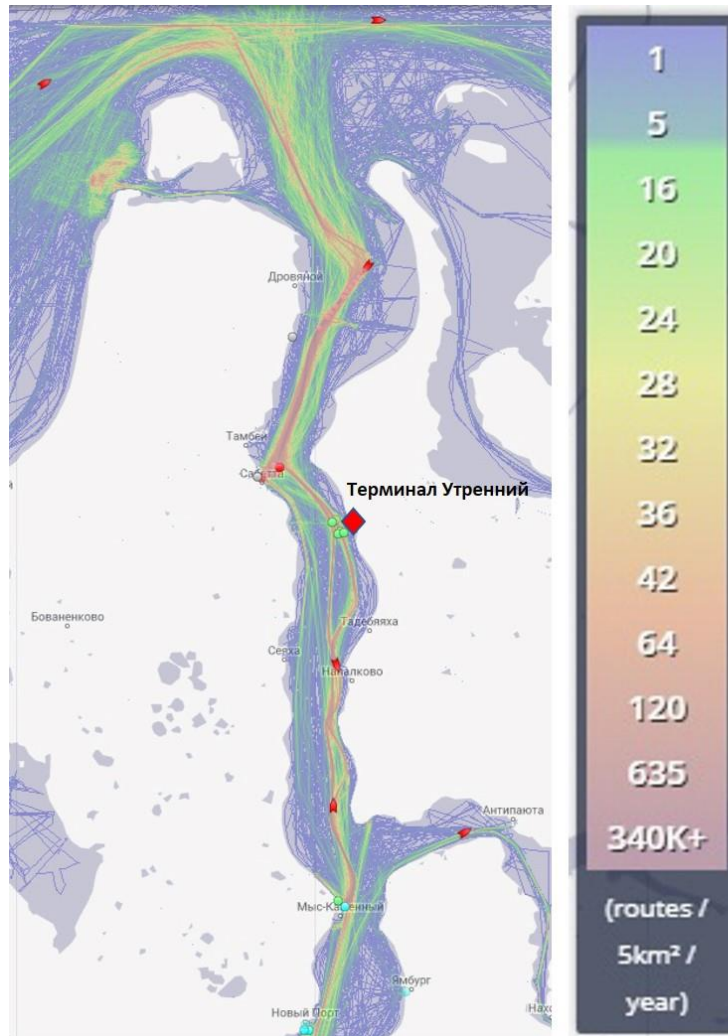 Дровяной
Тамбей
Сабетта
Терминал Утренний
Бованенково
Тадебяяха
Сеяха
Напалково
Антипаюта
Мыс-Каменный
Ямбург
Новый Порт
1
5
16
20
24
28
32
36
42
64
120
635
340K+
(routes /
5km² /
year)